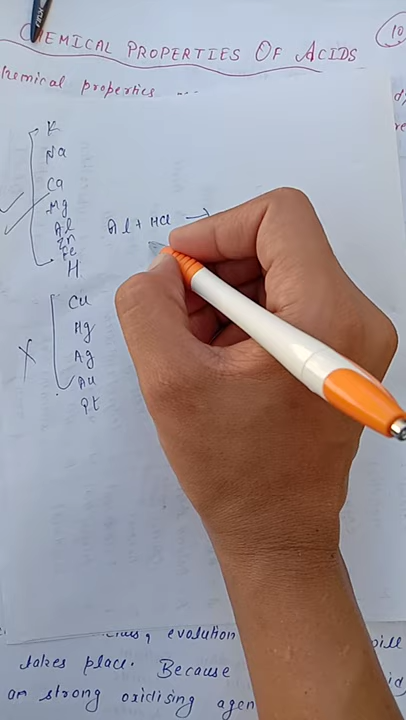 CHEMICAL PROPERTIES OF ACIDS
10
chemical properties
K
Na
Ca
Mg
Al
Zn
Fe
H
Al + HCl →
Cu
Hg
Ag
Au
Pt
evolution
takes place. Because
an strong oxidising agen